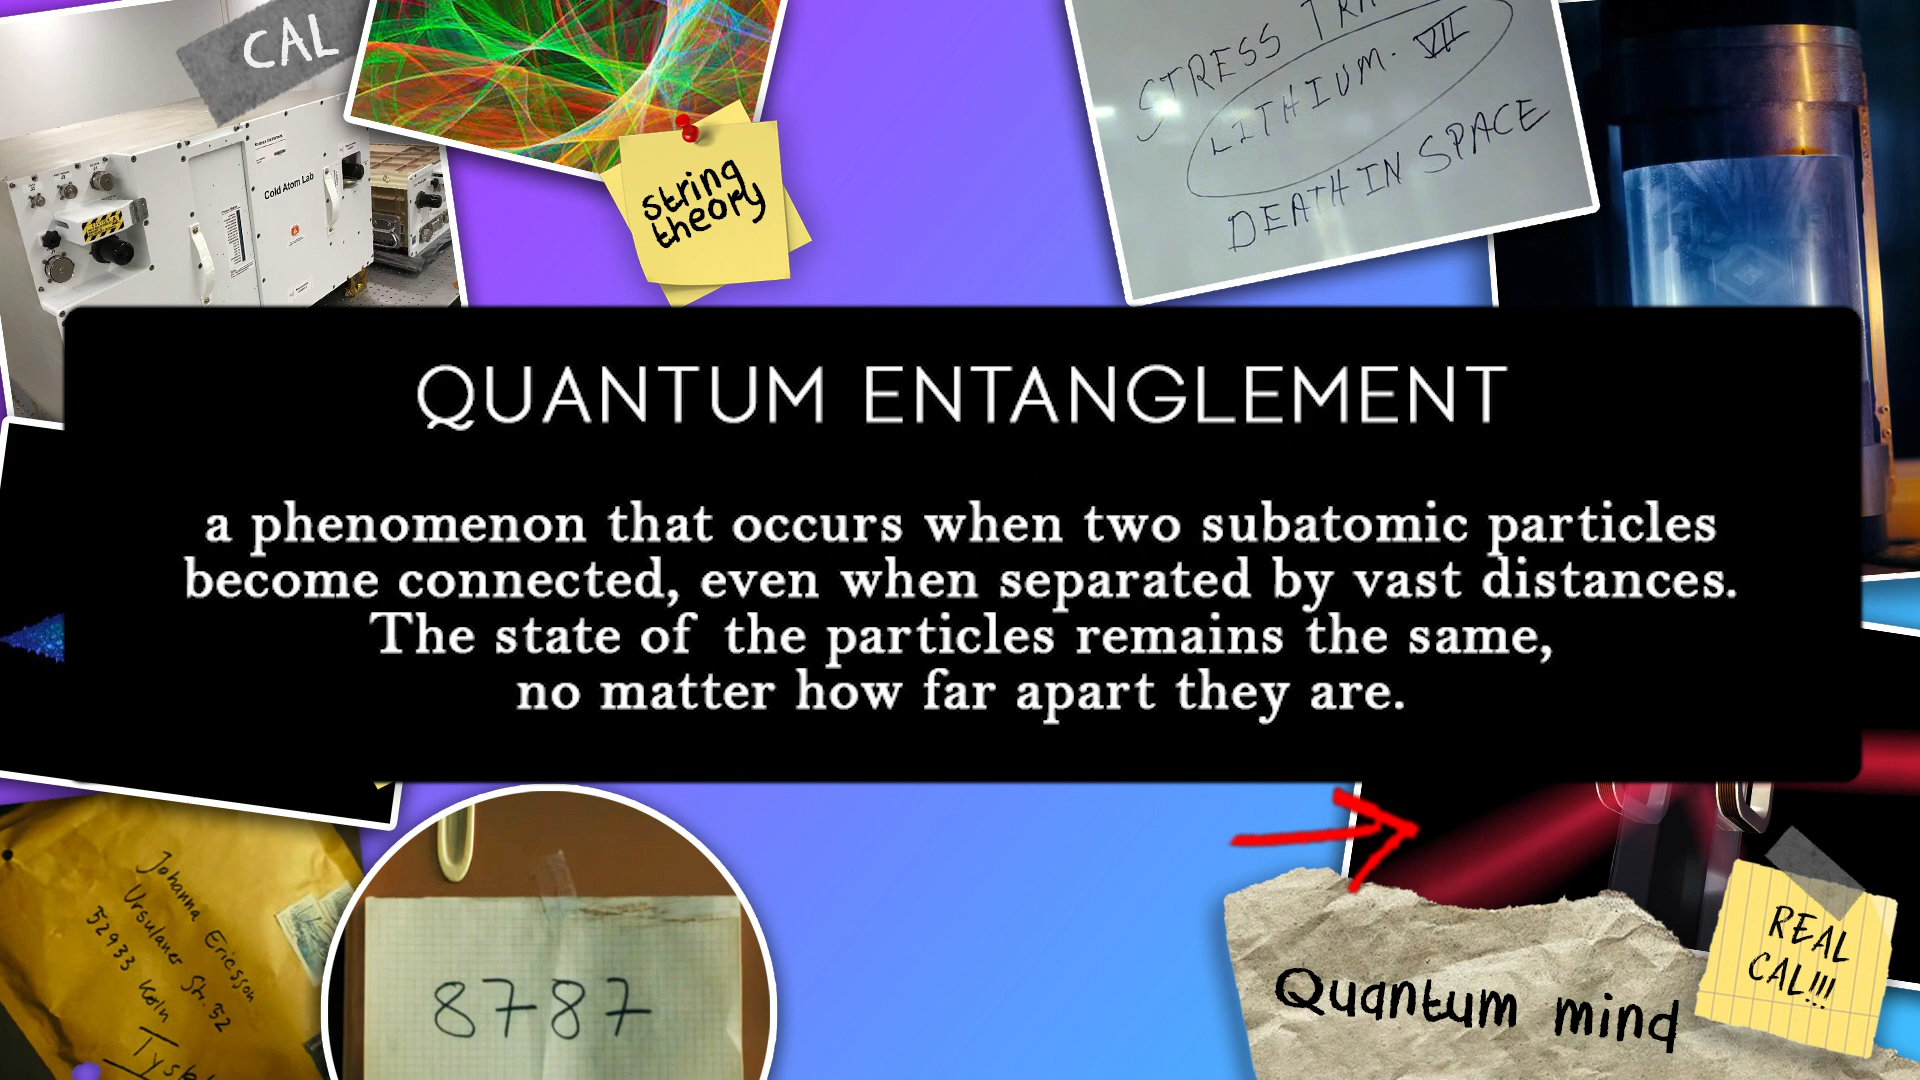 CAL
Cold Atom Lab
string
theory
STRESS
LITHIUM. VII
DEATH IN SPACE
QUANTUM ENTANGLEMENT
a phenomenon that occurs when two subatomic particles
become connected, even when separated by vast distances.
The state of the particles remains the same,
no matter how far apart they are.
Johanna Ericsson
Ursulaner Str. 32
52933 Köln
8787
Quantum mind
REAL
CAL!!!